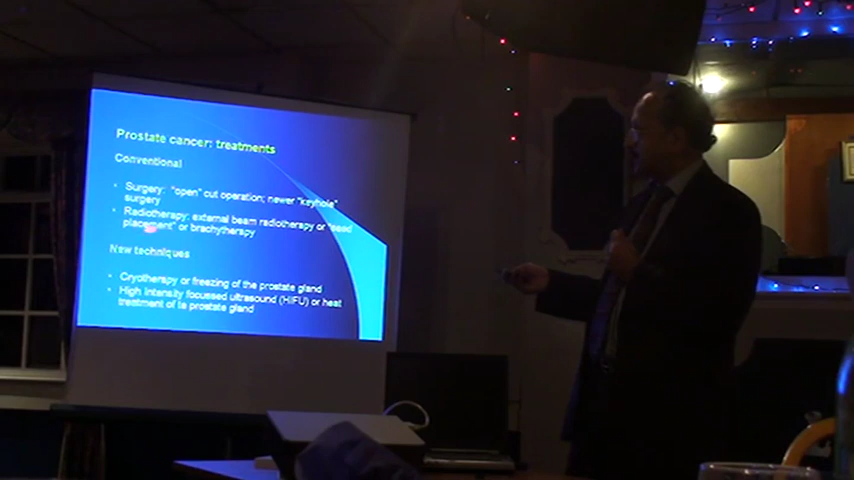 Prostate cancer: treatments
Conventional
• Surgery: "open" cut operation; newer "keyhole"
surgery
• Radiotherapy: external beam radiotherapy or "seed
placement" or brachytherapy
New techniques
• Cryotherapy or freezing of the prostate gland
• High Intensity focussed ultrasound (HIFU) or heat
treatment of te prostate gland